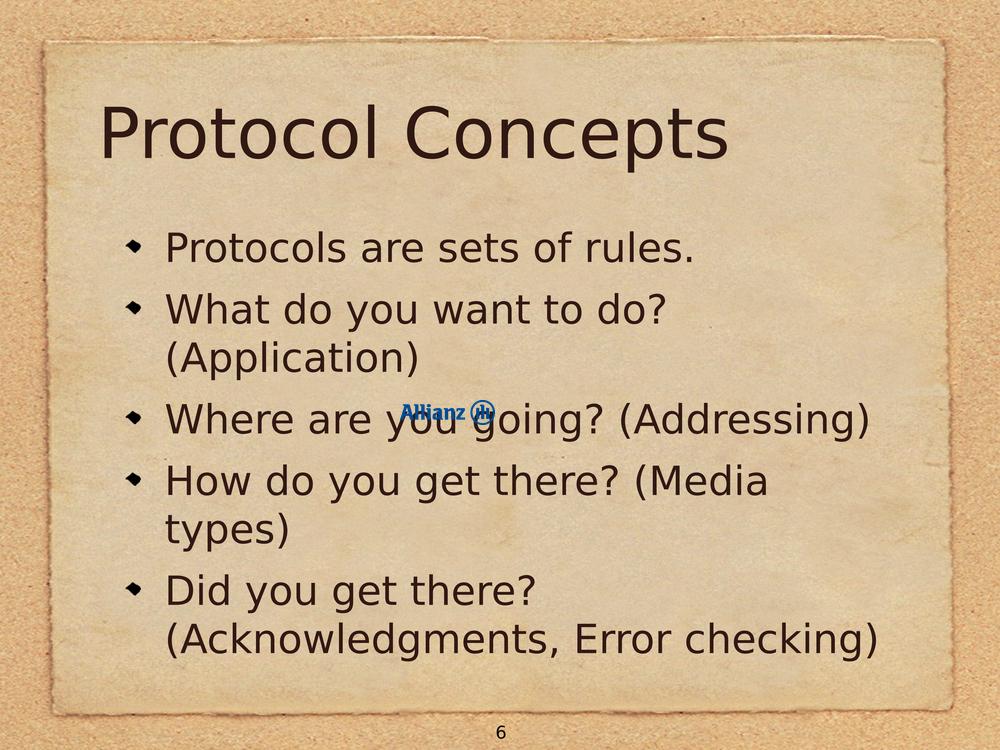 Protocol Concepts
Protocols are sets of rules.
What do you want to do?
(Application)
Where are you going? (Addressing)
Allianz
How do you get there? (Media
types)
Did you get there?
(Acknowledgments, Error checking)
6